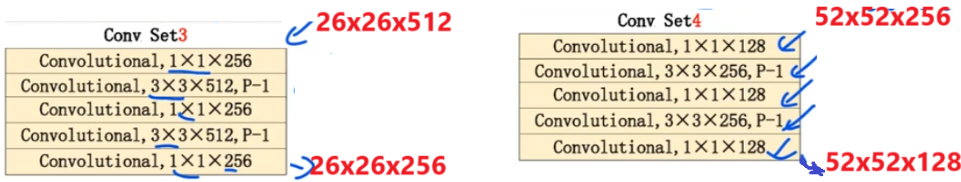 Conv Set3
26x26x512
Convolutional, 1×1×256
Convolutional, 3×3×512, P-1
Convolutional, 1×1×256
Convolutional, 3×3×512, P-1
Convolutional, 1×1×256
26x26x256
Conv Set4
52x52x256
Convolutional, 1×1×128
Convolutional, 3×3×256, P-1
Convolutional, 1×1×128
Convolutional, 3×3×256, P-1
Convolutional, 1×1×128
52x52x128